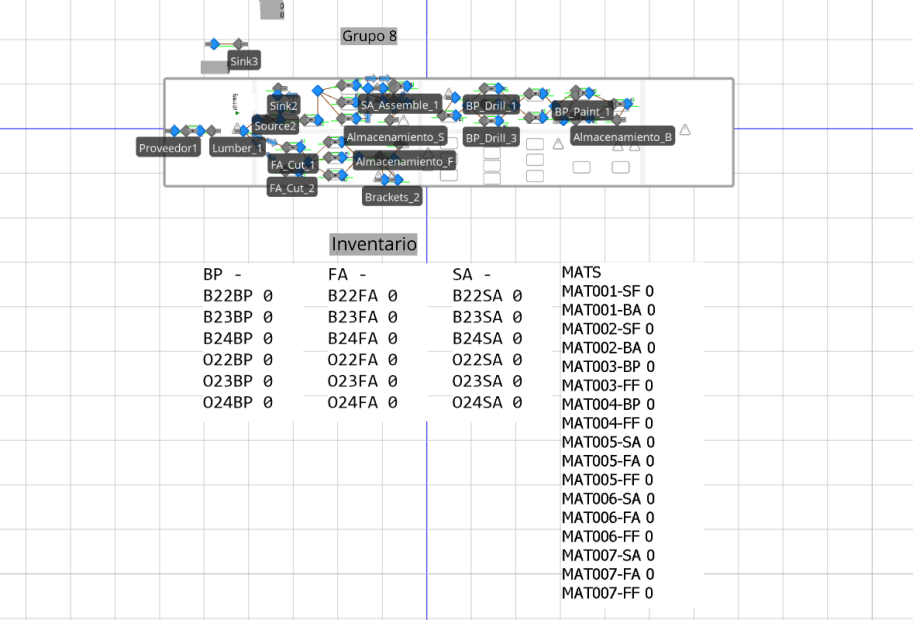 0
0
Grupo 8
Sink3
Sink2
SA_Assemble_1
BP_Drill_1
BP_Paint_1
Source2
Proveedor1
Lumber_1
Almacenamiento_S
BP_Drill_3
Almacenamiento_B
FA_Cut_1
Almacenamiento_F
FA_Cut_2
Brackets_2
Inventario
BP -
B22BP 0
B23BP 0
B24BP 0
O22BP 0
O23BP 0
O24BP 0
FA -
B22FA 0
B23FA 0
B24FA 0
O22FA 0
O23FA 0
O24FA 0
SA -
B22SA 0
B23SA 0
B24SA 0
O22SA 0
O23SA 0
O24SA 0
MATS
MAT001-SF 0
MAT001-BA 0
MAT002-SF 0
MAT002-BA 0
MAT003-BP 0
MAT003-FF 0
MAT004-BP 0
MAT004-FF 0
MAT005-SA 0
MAT005-FA 0
MAT005-FF 0
MAT006-SA 0
MAT006-FA 0
MAT006-FF 0
MAT007-SA 0
MAT007-FA 0
MAT007-FF 0